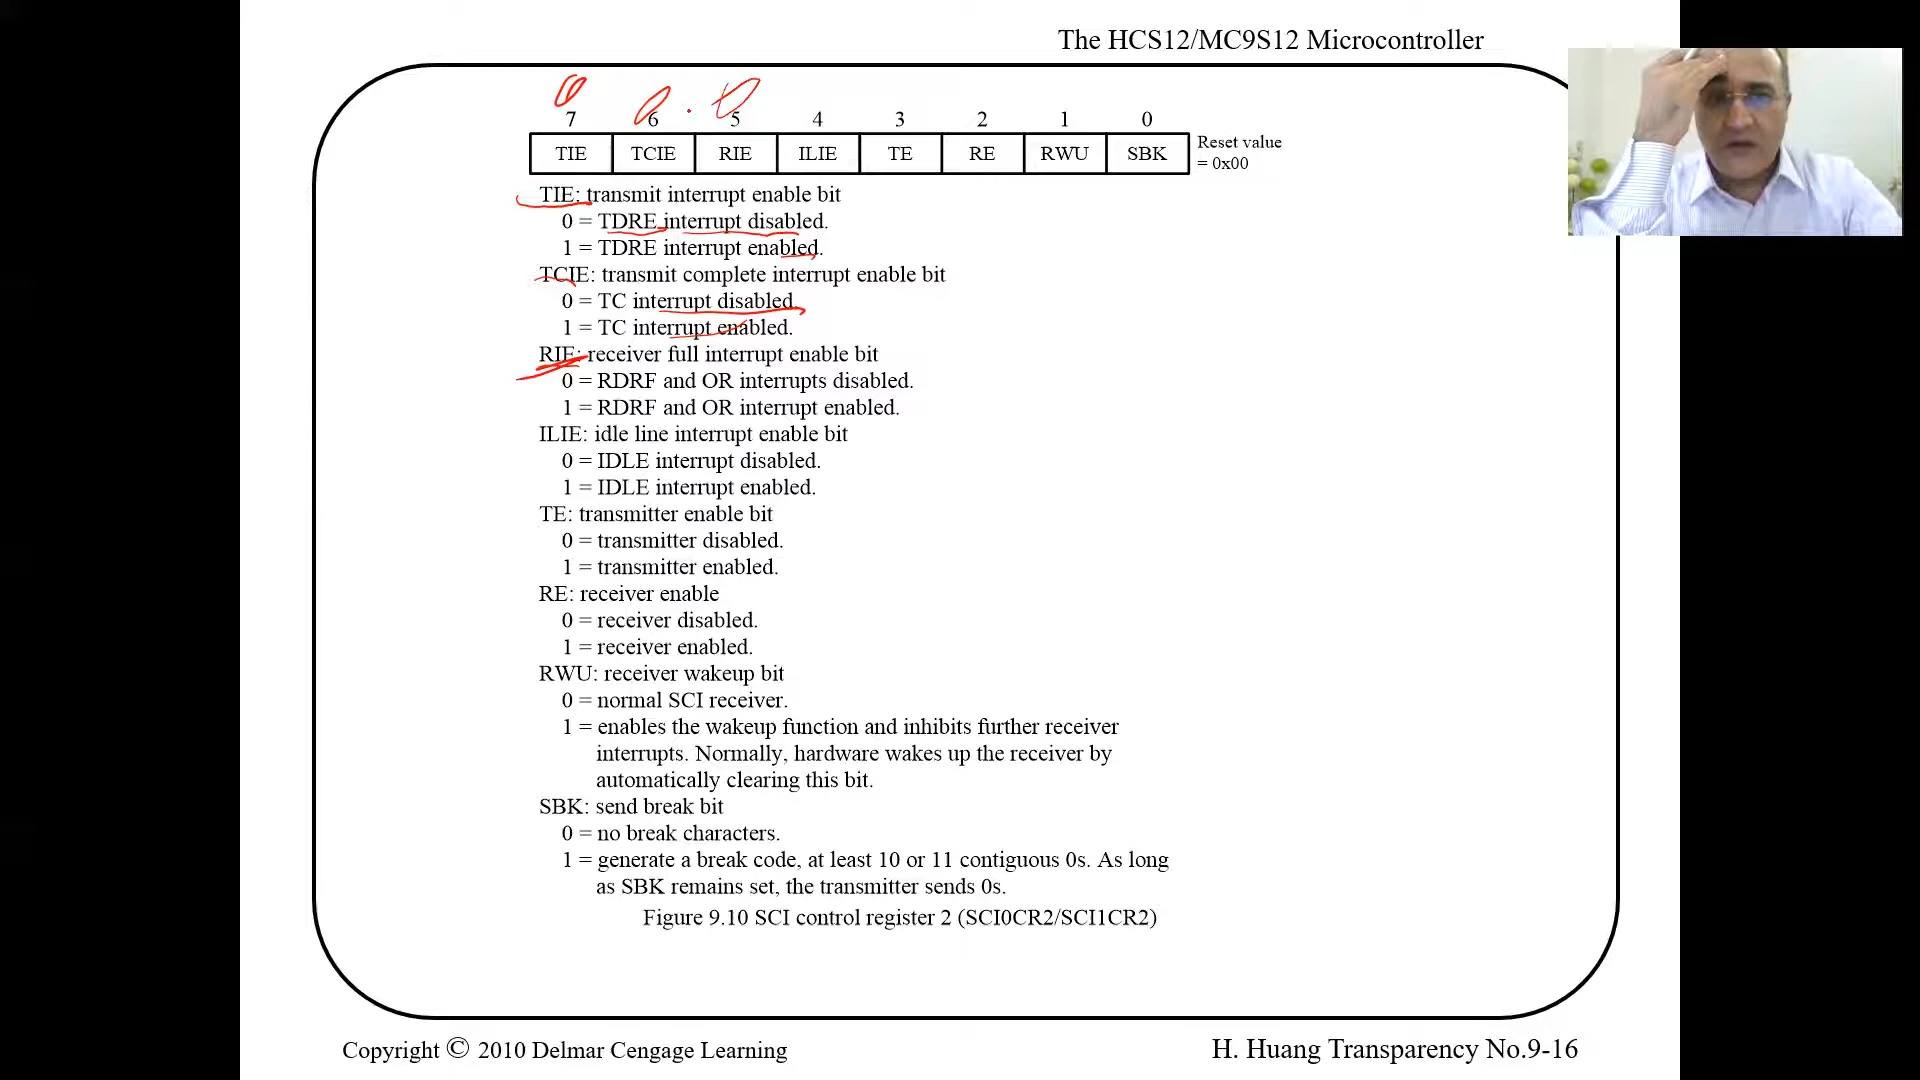 The HCS12/MC9S12 Microcontroller
0 0 0
7 6 5 4 3 2 1 0
TIE TCIE RIE ILIE TE RE RWU SBK
Reset value
= 0x00
TIE: transmit interrupt enable bit
0 = TDRE interrupt disabled.
1 = TDRE interrupt enabled.
TCIE: transmit complete interrupt enable bit
0 = TC interrupt disabled.
1 = TC interrupt enabled.
RIE: receiver full interrupt enable bit
0 = RDRF and OR interrupts disabled.
1 = RDRF and OR interrupt enabled.
ILIE: idle line interrupt enable bit
0 = IDLE interrupt disabled.
1 = IDLE interrupt enabled.
TE: transmitter enable bit
0 = transmitter disabled.
1 = transmitter enabled.
RE: receiver enable
0 = receiver disabled.
1 = receiver enabled.
RWU: receiver wakeup bit
0 = normal SCI receiver.
1 = enables the wakeup function and inhibits further receiver
interrupts. Normally, hardware wakes up the receiver by
automatically clearing this bit.
SBK: send break bit
0 = no break characters.
1 = generate a break code, at least 10 or 11 contiguous 0s. As long
as SBK remains set, the transmitter sends 0s.
Figure 9.10 SCI control register 2 (SCI0CR2/SCI1CR2)
Copyright © 2010 Delmar Cengage Learning
H. Huang Transparency No.9-16